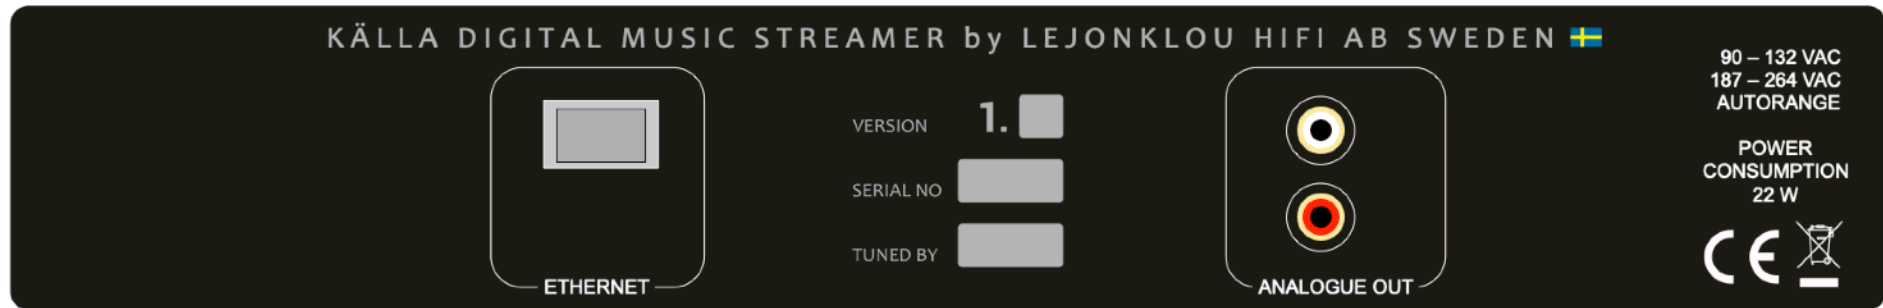 KÄLLA DIGITAL MUSIC STREAMER by LEJONKLOU HIFI AB SWEDEN
ETHERNET
VERSION 1.
SERIAL NO
TUNED BY
ANALOGUE OUT
90 – 132 VAC
187 – 264 VAC
AUTORANGE
POWER
CONSUMPTION
22 W
CE